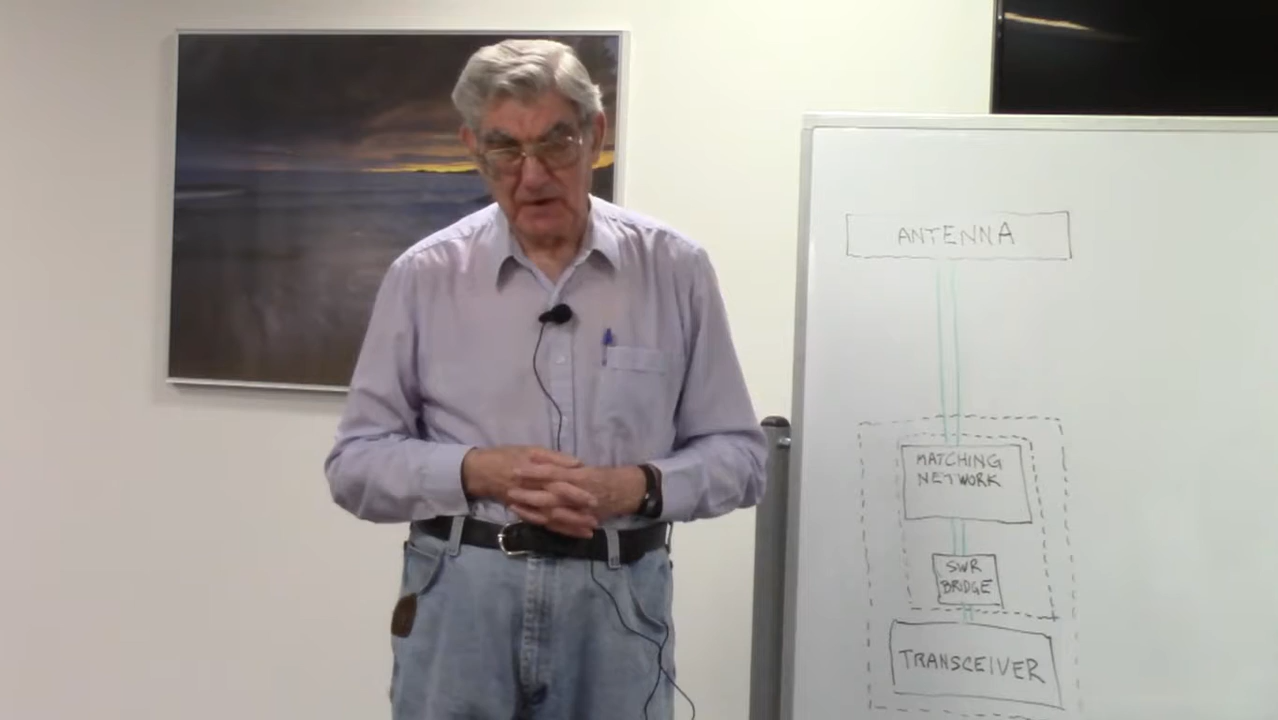 ANTENNA
MATCHING
NETWORK
SWR
BRIDGE
TRANSCEIVER